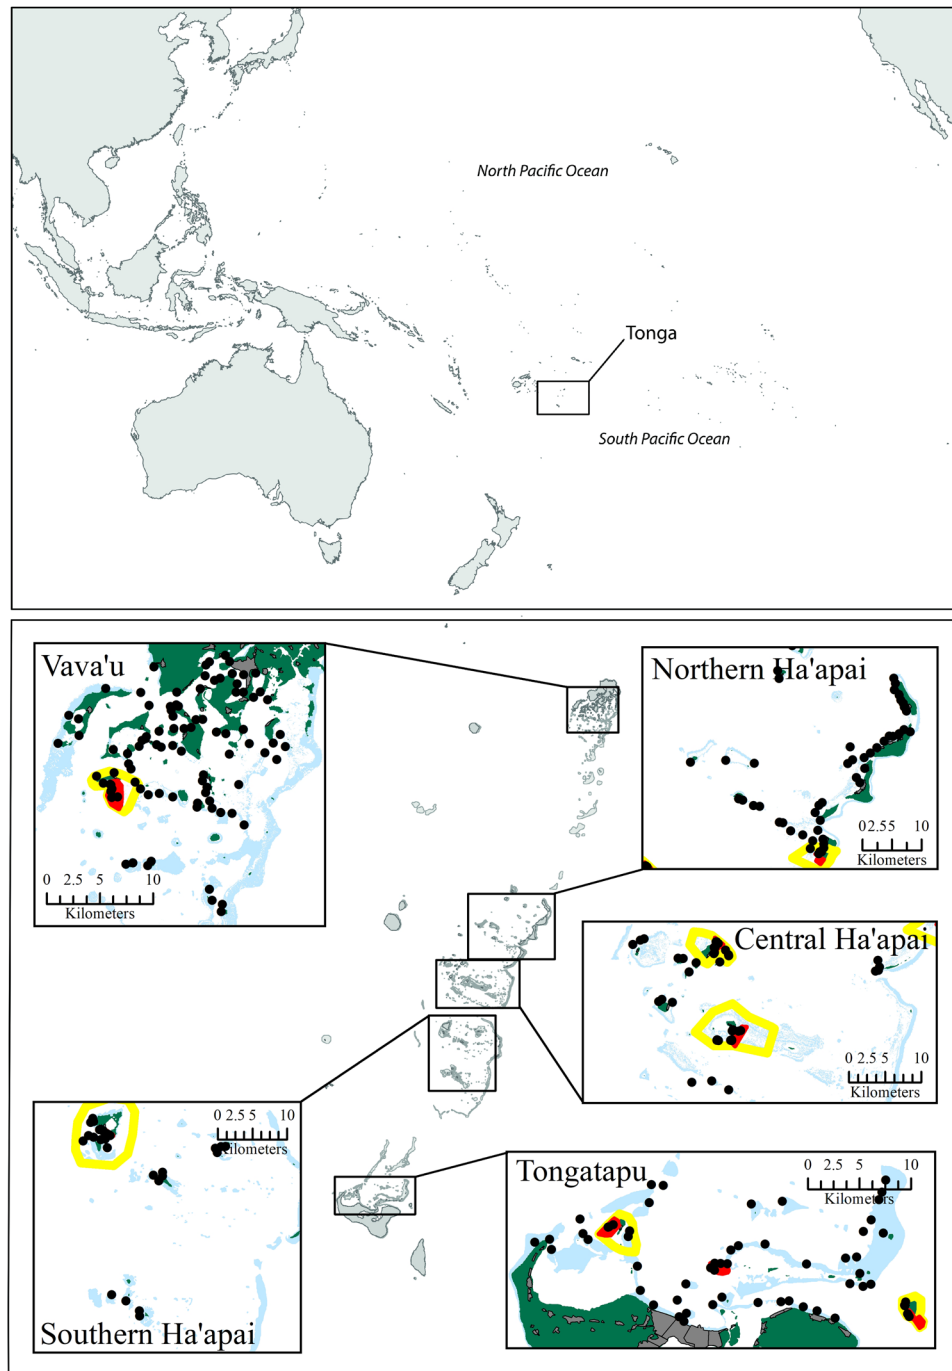 North Pacific Ocean
Tonga
South Pacific Ocean
Vava'u
0 2.5 5 10
Kilometers
Northern Ha'apai
0 2.55 10
Kilometers
Central Ha'apai
0 2.5 5 10
Kilometers
Southern Ha'apai
0 2.5 5 10
Kilometers
Tongatapu
0 2.5 5 10
Kilometers